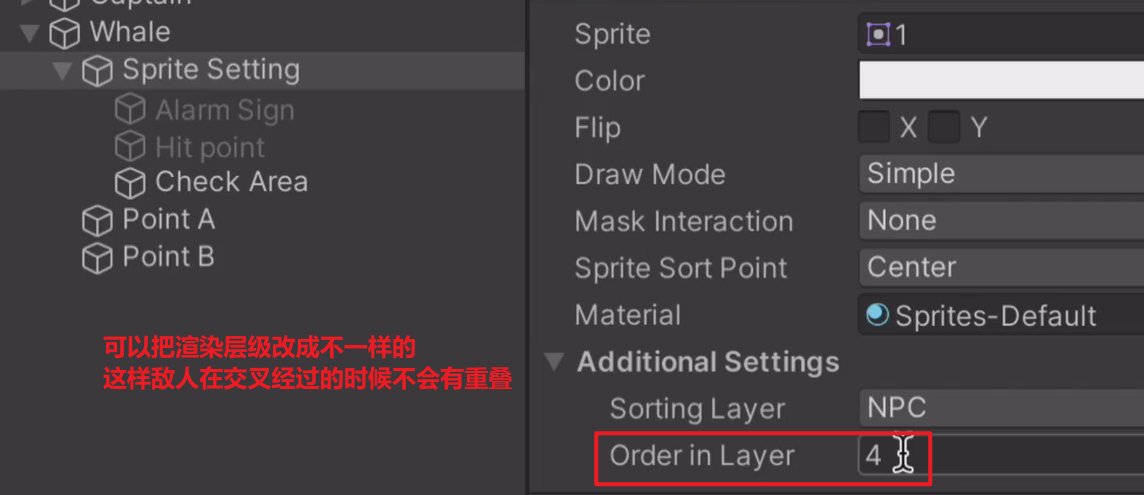 Captain
Whale
Sprite Setting
Alarm Sign
Hit point
Check Area
Point A
Point B
可以把渲染层级改成不一样的
这样敌人在交叉经过的时候不会有重叠
Sprite 1
Color
Flip X Y
Draw Mode Simple
Mask Interaction None
Sprite Sort Point Center
Material Sprites-Default
Additional Settings
Sorting Layer NPC
Order in Layer 4